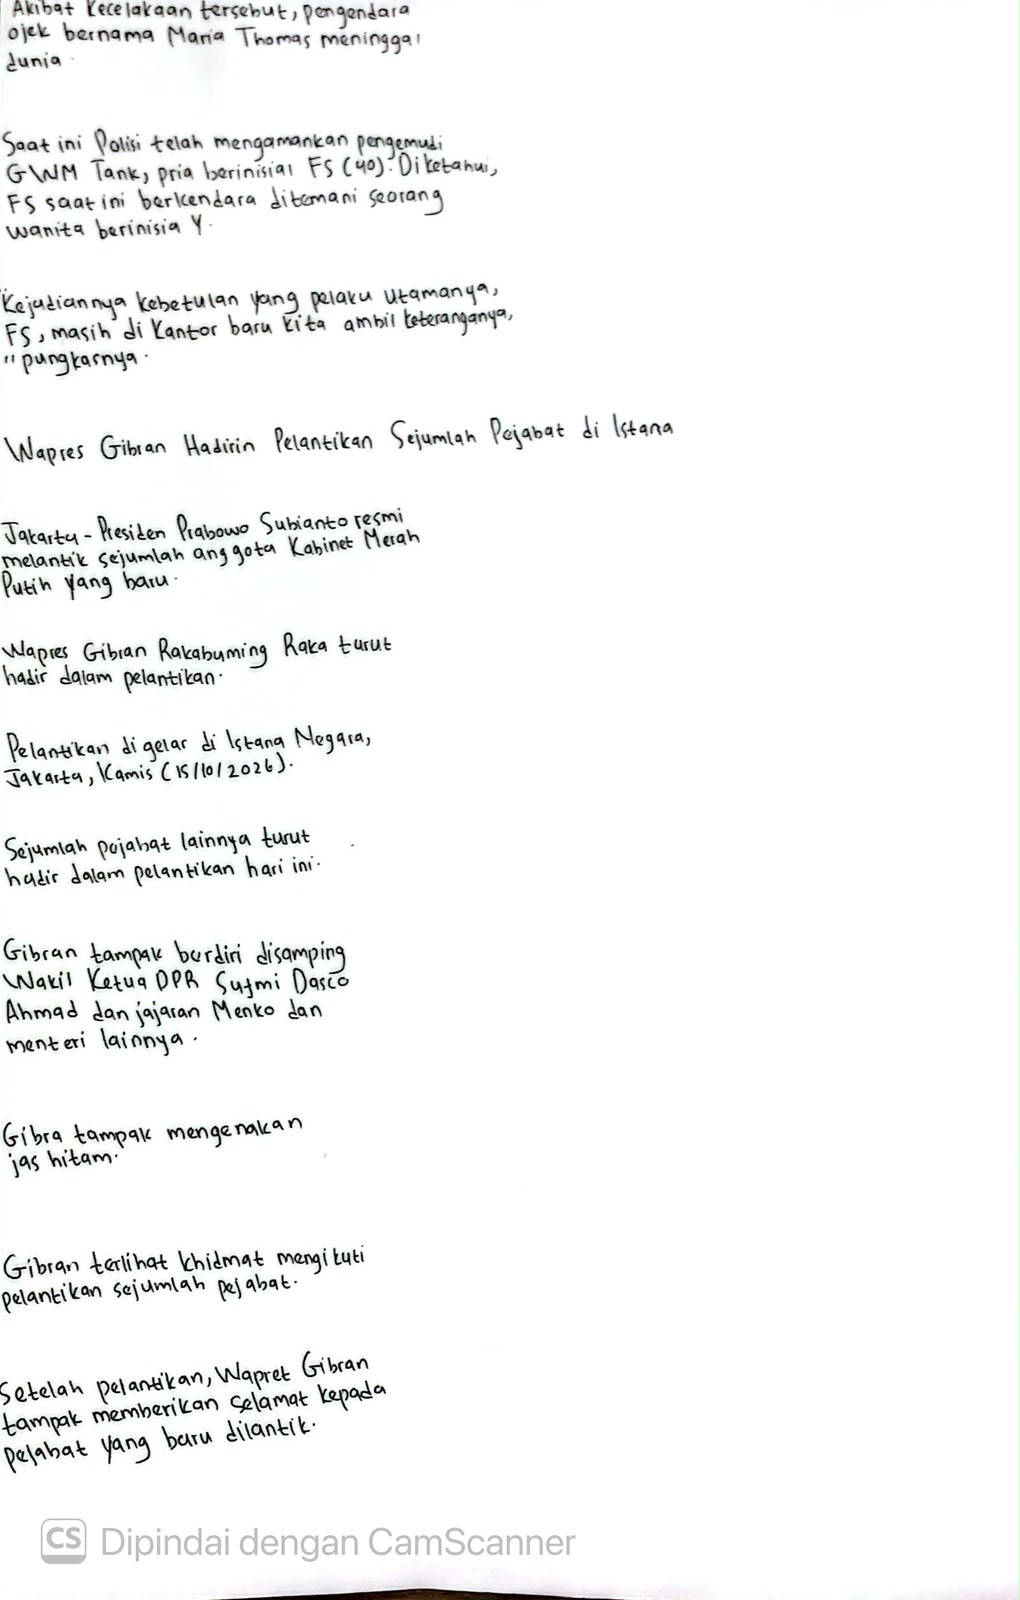 Akibat Kecelakaan tersebut, pengendara
ojek bernama Maria Thomas meninggal
dunia.
Saat ini Polisi telah mengamankan pengemudi
GWM Tank, pria berinisial FS (40). Diketahui,
FS saat ini berkendara ditemani seorang
wanita berinisia Y.
"Kejadiannya kebetulan yang pelaku utamanya,
FS, masih di Kantor baru kita ambil keteranganya,
" pungkasnya.
Wapres Gibran Hadirin Pelantikan Sejumlah Pejabat di Istana
Jakarta - Presiden Prabowo Subianto resmi
melantik sejumlah anggota Kabinet Merah
Putih yang baru.
Wapres Gibran Rakabuming Raka turut
hadir dalam pelantikan.
Pelantikan di gelar di Istana Negara,
Jakarta, Kamis (15/10/2026).
Sejumlah pejabat lainnya turut
hadir dalam pelantikan hari ini.
Gibran tampak berdiri disamping
Wakil Ketua DPR Sufmi Dasco
Ahmad dan jajaran Menko dan
menteri lainnya.
Gibra tampak mengenakan
jas hitam.
Gibran terlihat khidmat mengikuti
pelantikan sejumlah pejabat.
Setelah pelantikan, Wapret Gibran
tampak memberikan selamat kepada
pejabat yang baru dilantik.
CS Dipindai dengan CamScanner